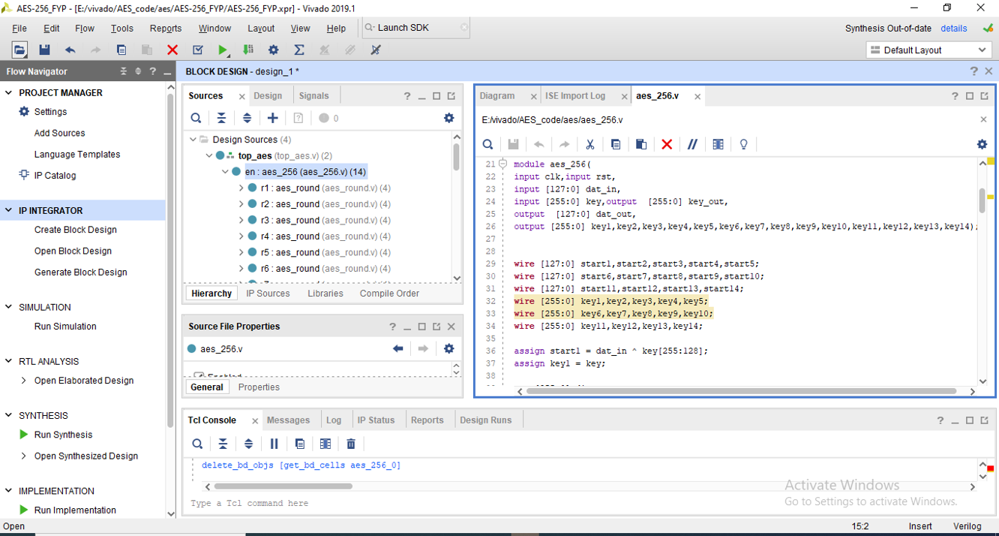 AES-256_FYP - [E:/vivado/AES_code/aes/AES-256_FYP/AES-256_FYP.xpr] - Vivado 2019.1
File Edit Flow Tools Reports Window Layout View Help Launch SDK
Synthesis Out-of-date details
Default Layout
Flow Navigator
PROJECT MANAGER
Settings
Add Sources
Language Templates
IP Catalog
IP INTEGRATOR
Create Block Design
Open Block Design
Generate Block Design
SIMULATION
Run Simulation
RTL ANALYSIS
Open Elaborated Design
SYNTHESIS
Run Synthesis
Open Synthesized Design
IMPLEMENTATION
Run Implementation
BLOCK DESIGN - design_1 *
Sources Design Signals
0
Design Sources (4)
top_aes (top_aes.v) (2)
en : aes_256 (aes_256.v) (14)
r1 : aes_round (aes_round.v) (4)
r2 : aes_round (aes_round.v) (4)
r3 : aes_round (aes_round.v) (4)
r4 : aes_round (aes_round.v) (4)
r5 : aes_round (aes_round.v) (4)
r6 : aes_round (aes_round.v) (4)
Hierarchy IP Sources Libraries Compile Order
Source File Properties
aes_256.v
Enabled
General Properties
Diagram ISE Import Log aes_256.v
E:/vivado/AES_code/aes/aes_256.v
21 module aes_256(
22 input clk,input rst,
23 input [127:0] dat_in,
24 input [255:0] key,output [255:0] key_out,
25 output [127:0] dat_out,
26 output [255:0] key1,key2,key3,key4,key5,key6,key7,key8,key9,key10,key11,key12,key13,key14);
27
28
29 wire [127:0] start1,start2,start3,start4,start5;
30 wire [127:0] start6,start7,start8,start9,start10;
31 wire [127:0] start11,start12,start13,start14;
32 wire [255:0] key1,key2,key3,key4,key5;
33 wire [255:0] key6,key7,key8,key9,key10;
34 wire [255:0] key11,key12,key13,key14;
35
36 assign start1 = dat_in ^ key[255:128];
37 assign key1 = key;
38
Tcl Console Messages Log IP Status Reports Design Runs
delete_bd_objs [get_bd_cells aes_256_0]
Type a Tcl command here
Activate Windows
Go to Settings to activate Windows.
Open 15:2 Insert Verilog